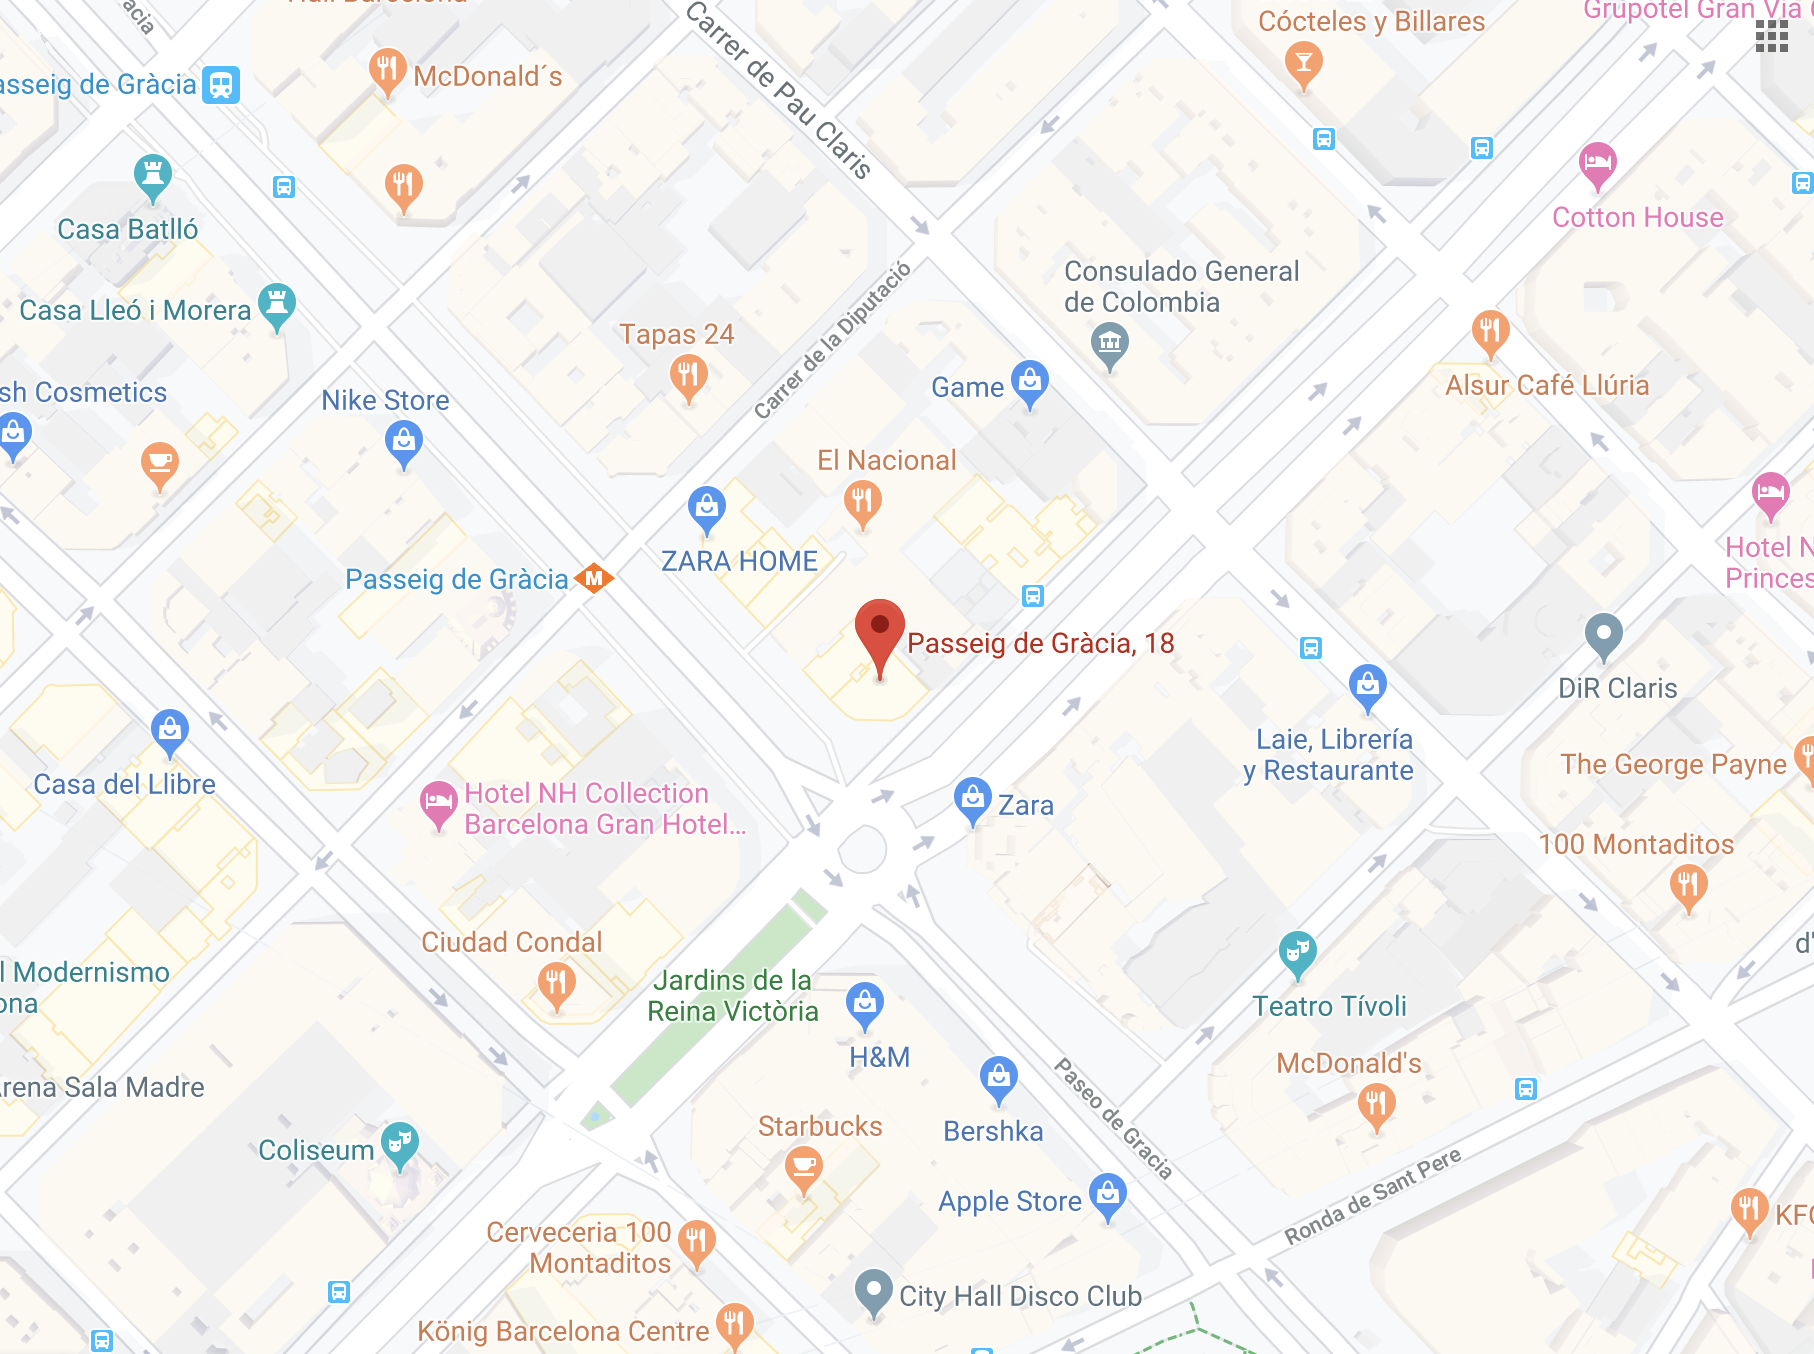 Hall Barcelona
Grupotel Gran Via
Cócteles y Billares
Carrer de Pau Claris
McDonald´s
asseig de Gràcia
Cotton House
Casa Batlló
Consulado General
de Colombia
Carrer de la Diputació
Casa Lleó i Morera
Tapas 24
Game
Alsur Café Llúria
sh Cosmetics
Nike Store
El Nacional
ZARA HOME
Passeig de Gràcia
M
Hotel N
Princes
Passeig de Gràcia, 18
DiR Claris
Laie, Librería
y Restaurante
The George Payne
Casa del Llibre
Hotel NH Collection
Barcelona Gran Hotel...
Zara
100 Montaditos
Ciudad Condal
d'
l Modernismo
ona
Jardins de la
Reina Victòria
Teatro Tívoli
H&M
McDonald's
Paseo de Gracia
Arena Sala Madre
Starbucks
Bershka
Coliseum
Apple Store
Ronda de Sant Pere
KFC
Cerveceria 100
Montaditos
City Hall Disco Club
König Barcelona Centre